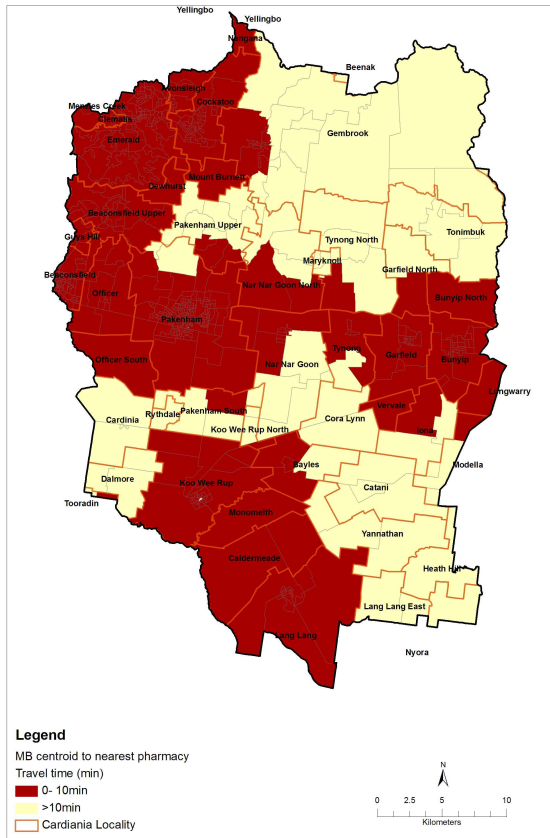 Yellingbo
Yellingbo
Nangana
Beenak
Avonsleigh
Menzies Creek
Cockatoo
Clematis
Emerald
Gembrook
Mount Burnett
Dewhurst
Beaconsfield Upper
Pakenham Upper
Tonimbuk
Guys Hill
Tynong North
Maryknoll
Garfield North
Beaconsfield
Officer
Nar Nar Goon North
Bunyip North
Pakenham
Tynong
Garfield
Bunyip
Officer South
Nar Nar Goon
Longwarry
Vervale
Cardinia
Rythdale
Pakenham South
Cora Lynn
Koo Wee Rup North
Iona
Bayles
Modella
Dalmore
Koo Wee Rup
Catani
Tooradin
Monomeith
Yannathan
Caldermeade
Heath Hill
Lang Lang East
Lang Lang
Nyora
Legend
MB centroid to nearest pharmacy
Travel time (min)
0- 10min
>10min
Cardiania Locality
N
0 2.5 5 10
Kilometers